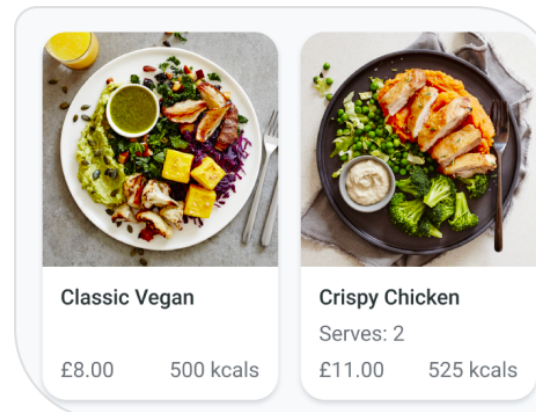 Classic Vegan
£8.00 500 kcals
Crispy Chicken
Serves: 2
£11.00 525 kcals